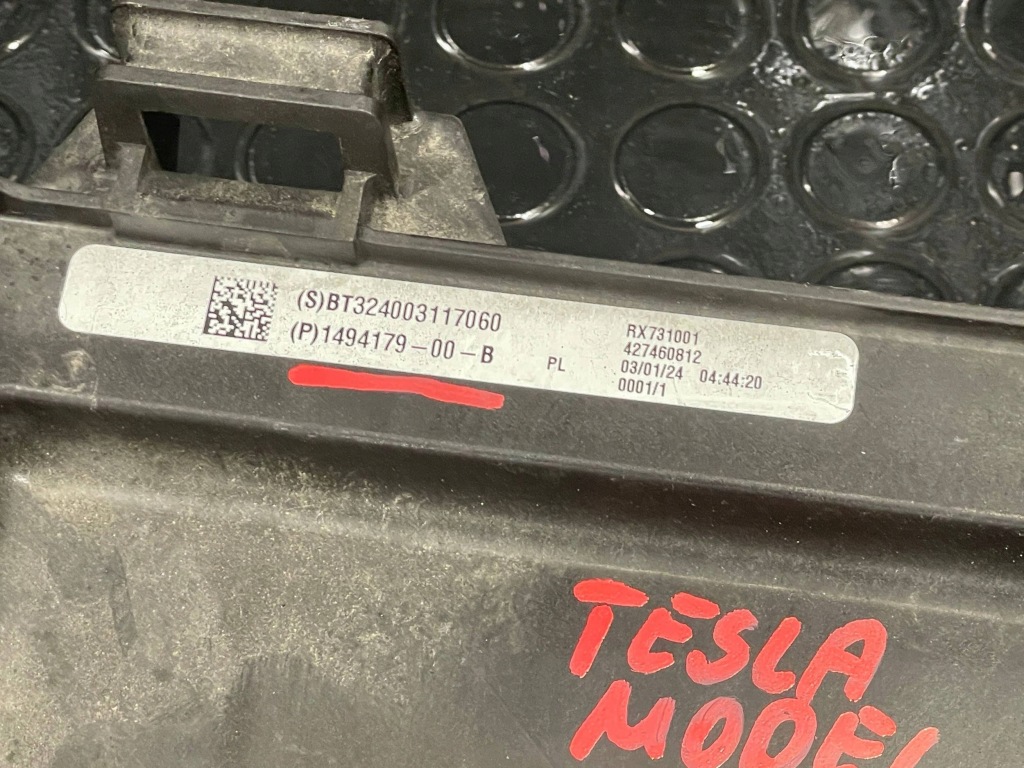 (S)BT324003117060
(P)1494179-00-B
PL
RX731001
427460812
03/01/24 04:44:20
0001/1
TESLA
MODEL